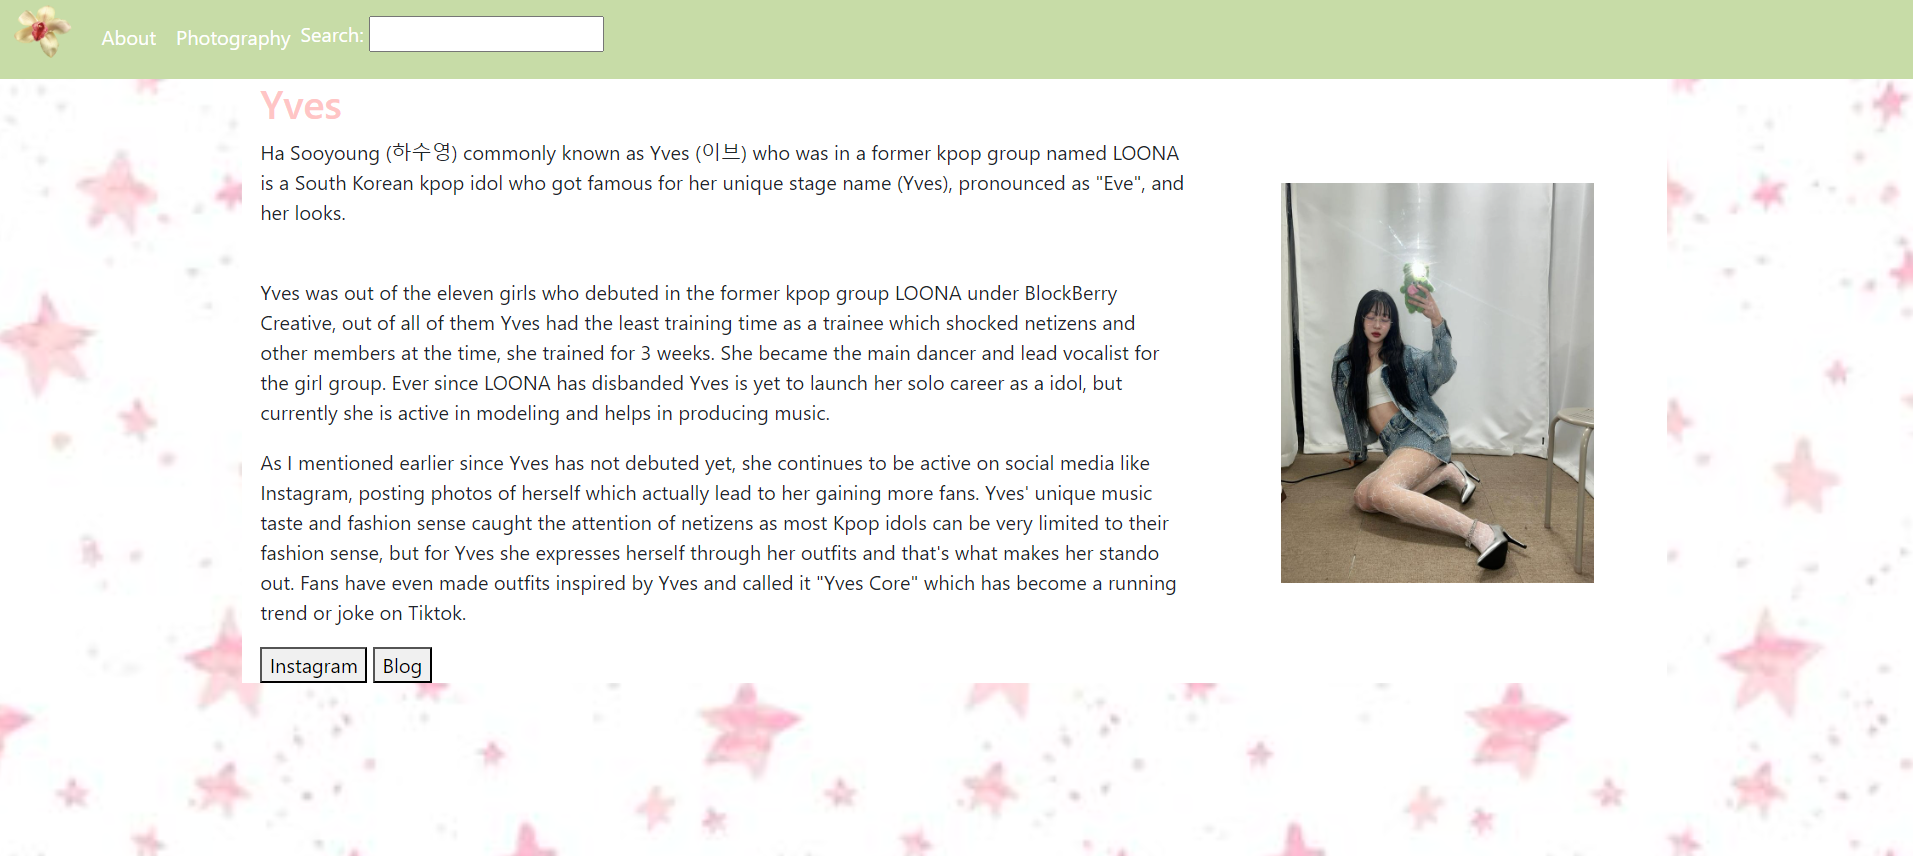 About Photography Search:
Yves
Ha Sooyoung (하수영) commonly known as Yves (이브) who was in a former kpop group named LOONA
is a South Korean kpop idol who got famous for her unique stage name (Yves), pronounced as "Eve", and
her looks.
Yves was out of the eleven girls who debuted in the former kpop group LOONA under BlockBerry
Creative, out of all of them Yves had the least training time as a trainee which shocked netizens and
other members at the time, she trained for 3 weeks. She became the main dancer and lead vocalist for
the girl group. Ever since LOONA has disbanded Yves is yet to launch her solo career as a idol, but
currently she is active in modeling and helps in producing music.
As I mentioned earlier since Yves has not debuted yet, she continues to be active on social media like
Instagram, posting photos of herself which actually lead to her gaining more fans. Yves' unique music
taste and fashion sense caught the attention of netizens as most Kpop idols can be very limited to their
fashion sense, but for Yves she expresses herself through her outfits and that's what makes her stando
out. Fans have even made outfits inspired by Yves and called it "Yves Core" which has become a running
trend or joke on Tiktok.
Instagram Blog